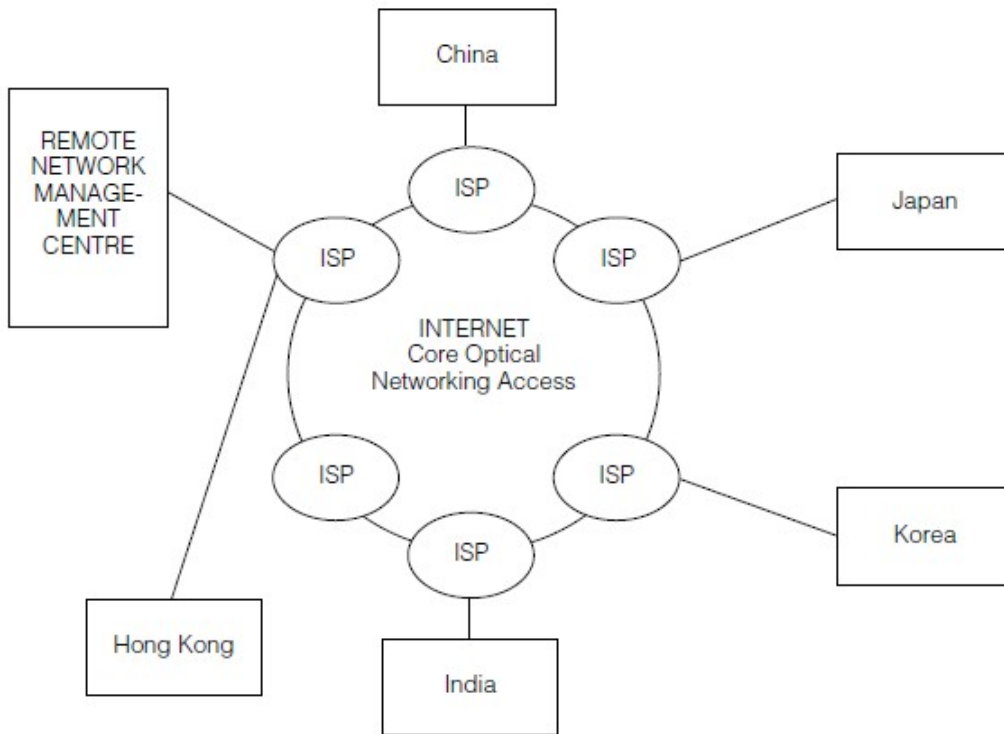 China
REMOTE
NETWORK
MANAGE-
MENT
CENTRE
ISP
Japan
ISP
ISP
INTERNET
Core Optical
Networking Access
ISP
ISP
Korea
ISP
Hong Kong
India